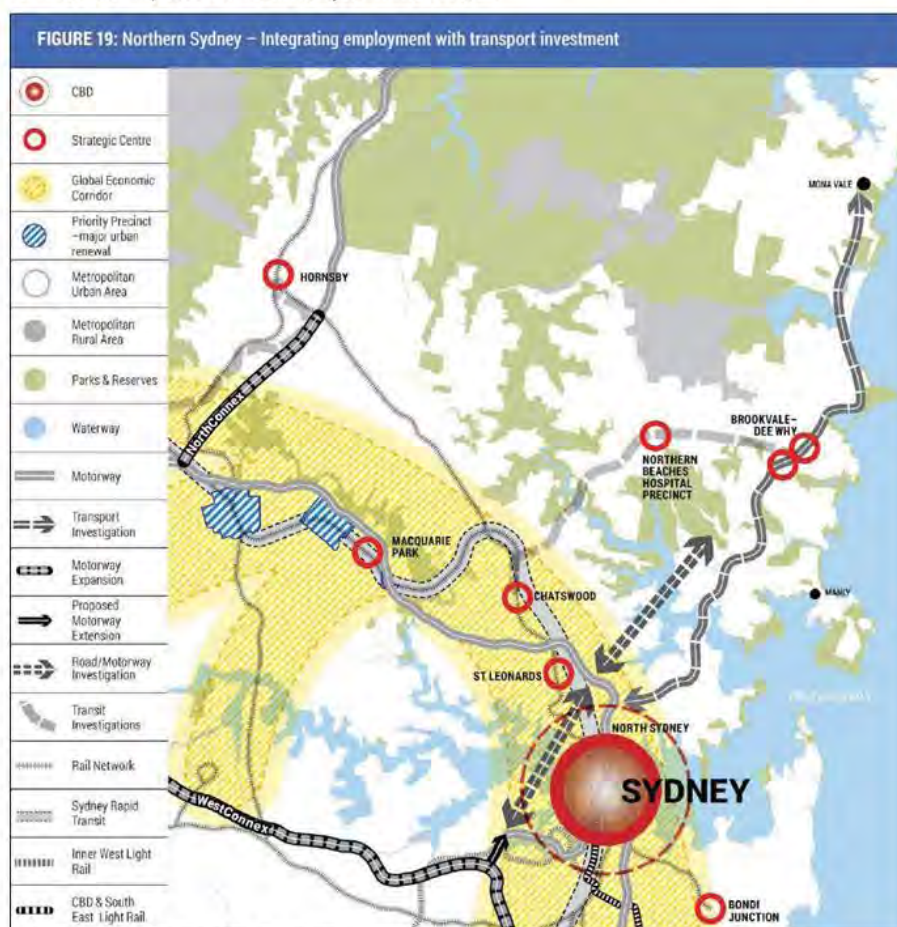 FIGURE 19: Northern Sydney – Integrating employment with transport investment
CBD
Strategic Centre
Global Economic
Corridor
Priority Precinct
–major urban
renewal
Metropolitan
Urban Area
Metropolitan
Rural Area
Parks & Reserves
Waterway
Motorway
Transport
Investigation
Motorway
Expansion
Proposed
Motorway
Extension
Road/Motorway
Investigation
Transit
Investigations
Rail Network
Sydney Rapid
Transit
Inner West Light
Rail
CBD & South
East Light Rail
MONA VALE
HORNSBY
NorthConnex
BROOKVALE–
DEE WHY
NORTHERN
BEACHES
HOSPITAL
PRECINCT
MACQUARIE
PARK
CHATSWOOD
MANLY
ST LEONARDS
NORTH SYDNEY
SYDNEY
WestConnex
BONDI
JUNCTION